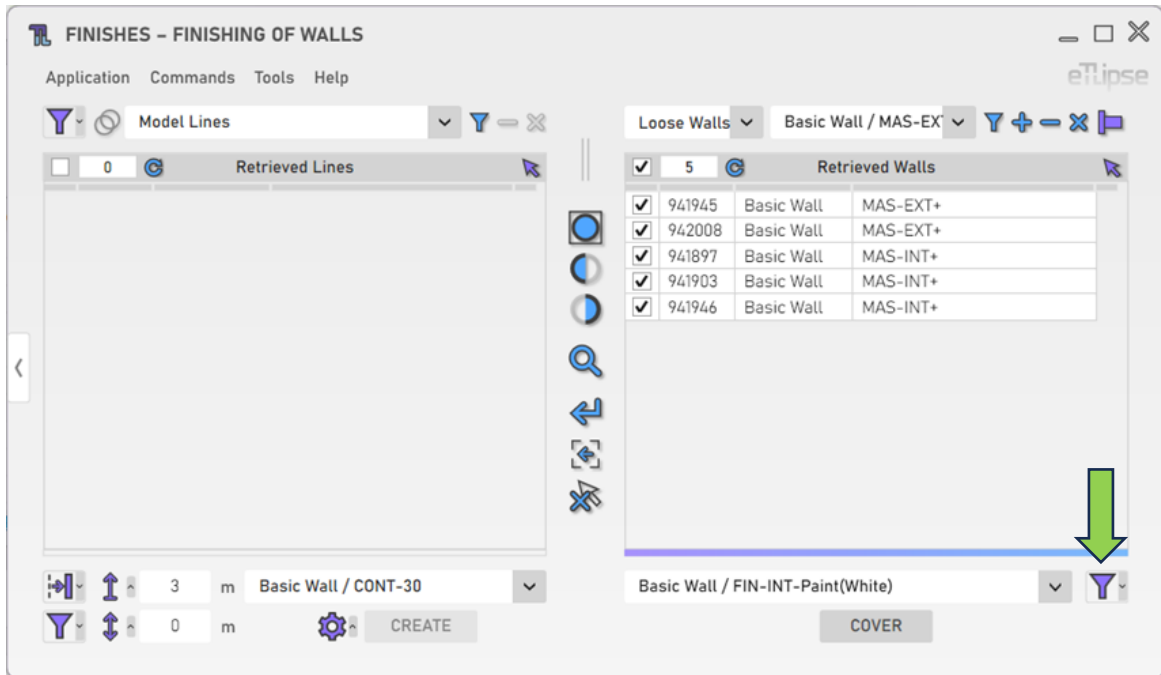 FINISHES – FINISHING OF WALLS
Application Commands Tools Help
eTLipse
Model Lines
Loose Walls
Basic Wall / MAS-EX
0 Retrieved Lines
5 Retrieved Walls
941945 Basic Wall MAS-EXT+
942008 Basic Wall MAS-EXT+
941897 Basic Wall MAS-INT+
941903 Basic Wall MAS-INT+
941946 Basic Wall MAS-INT+
3 m Basic Wall / CONT-30
Basic Wall / FIN-INT-Paint(White)
0 m CREATE
COVER